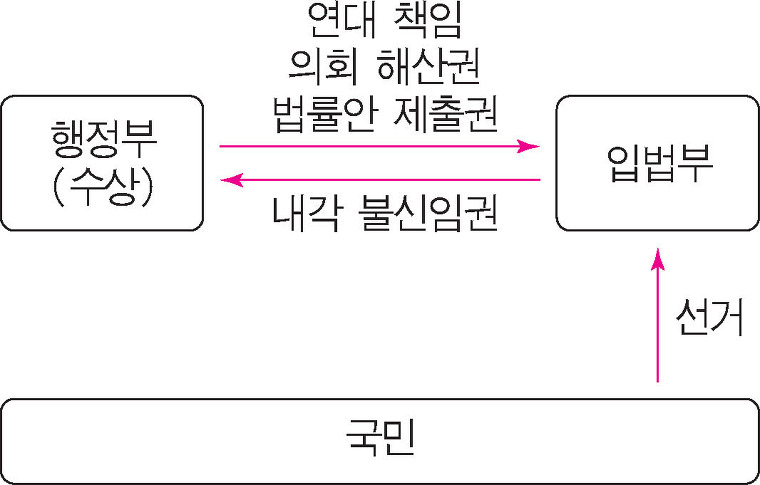 연대 책임
의회 해산권
법률안 제출권
행정부
(수상)
입법부
내각 불신임권
선거
국민